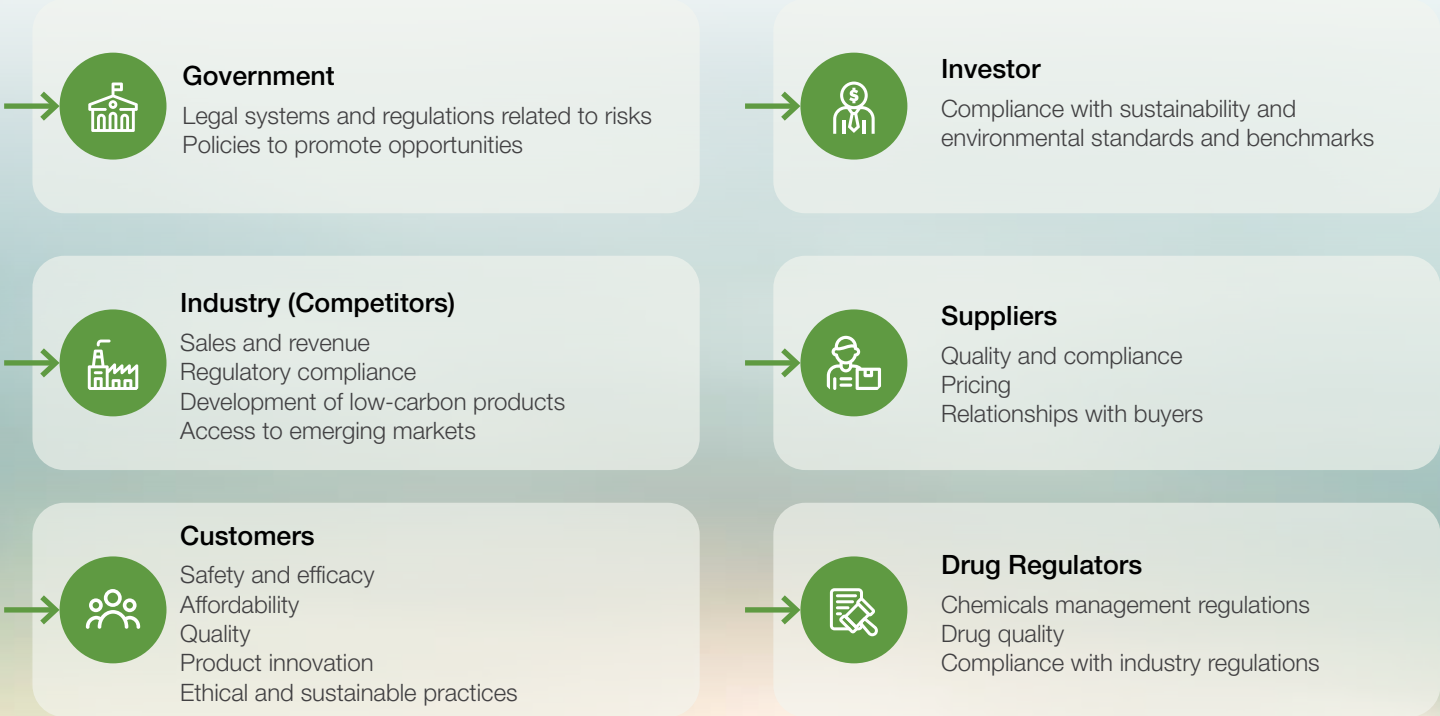 Government
Legal systems and regulations related to risks
Policies to promote opportunities
Investor
Compliance with sustainability and
environmental standards and benchmarks
Industry (Competitors)
Sales and revenue
Regulatory compliance
Development of low-carbon products
Access to emerging markets
Suppliers
Quality and compliance
Pricing
Relationships with buyers
Customers
Safety and efficacy
Affordability
Quality
Product innovation
Ethical and sustainable practices
Drug Regulators
Chemicals management regulations
Drug quality
Compliance with industry regulations